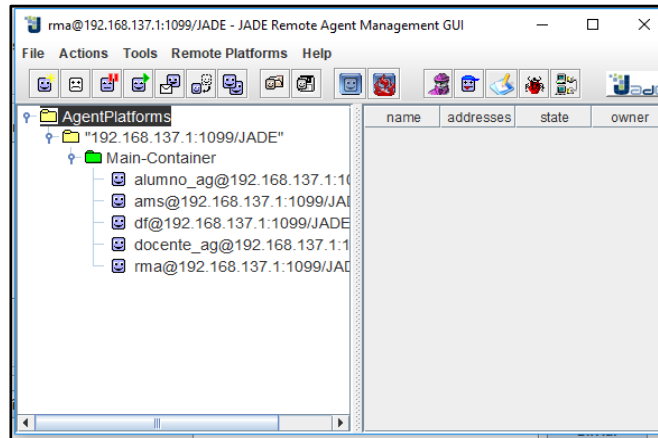 rma@192.168.137.1:1099/JADE - JADE Remote Agent Management GUI
File Actions Tools Remote Platforms Help
AgentPlatforms
name addresses state owner
"192.168.137.1:1099/JADE"
Main-Container
alumno_ag@192.168.137.1:10
ams@192.168.137.1:1099/JAD
df@192.168.137.1:1099/JADE
docente_ag@192.168.137.1:1
rma@192.168.137.1:1099/JAD